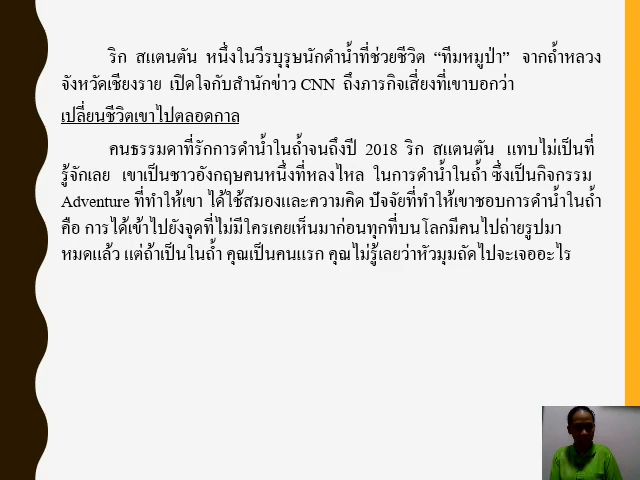 ริก สแตนตัน หนึ่งในวีรบุรุษนักดำน้ำที่ช่วยชีวิต “ทีมหมูป่า” จากถ้ำหลวง
จังหวัดเชียงราย เปิดใจกับสำนักข่าว CNN ถึงภารกิจเสี่ยงที่เขาบอกว่า
เปลี่ยนชีวิตเขาไปตลอดกาล
คนธรรมดาที่รักการดำน้ำในถ้ำจนถึงปี 2018 ริก สแตนตัน แทบไม่เป็นที่
รู้จักเลย เขาเป็นชาวอังกฤษคนหนึ่งที่หลงไหล ในการดำน้ำในถ้ำ ซึ่งเป็นกิจกรรม
Adventure ที่ทำให้เขา ได้ใช้สมองและความคิด ปัจจัยที่ทำให้เขาชอบการดำน้ำในถ้ำ
คือ การได้เข้าไปยังจุดที่ไม่มีใครเคยเห็นมาก่อนทุกที่บนโลกมีคนไปถ่ายรูปมา
หมดแล้ว แต่ถ้าเป็นในถ้ำ คุณเป็นคนแรก คุณไม่รู้เลยว่าหัวมุมถัดไปจะเจออะไร